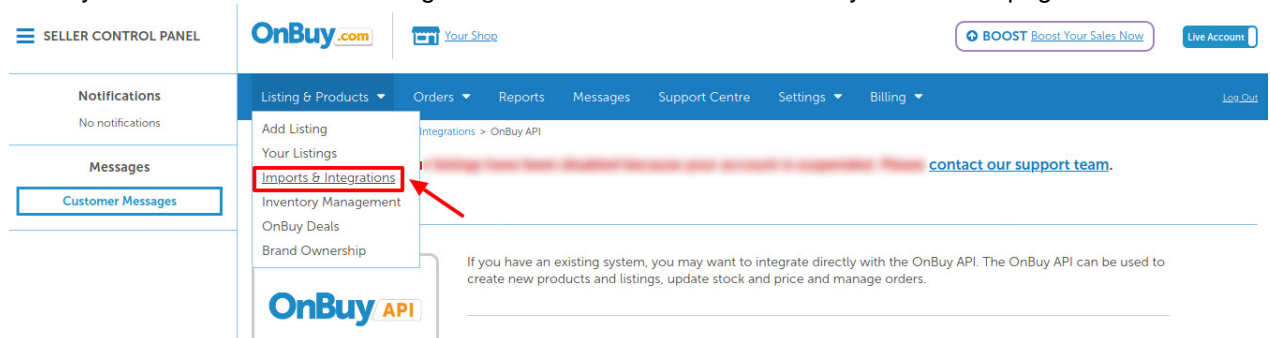 SELLER CONTROL PANEL
OnBuy.com
Your Shop
BOOST Boost Your Sales Now
Live Account
Notifications
No notifications
Messages
Customer Messages
Listing & Products
Orders
Reports
Messages
Support Centre
Settings
Billing
Log Out
Add Listing
Your Listings
Imports & Integrations
Inventory Management
OnBuy Deals
Brand Ownership
Integrations > OnBuy API
contact our support team.
If you have an existing system, you may want to integrate directly with the OnBuy API. The OnBuy API can be used to
create new products and listings, update stock and price and manage orders.
OnBuy API